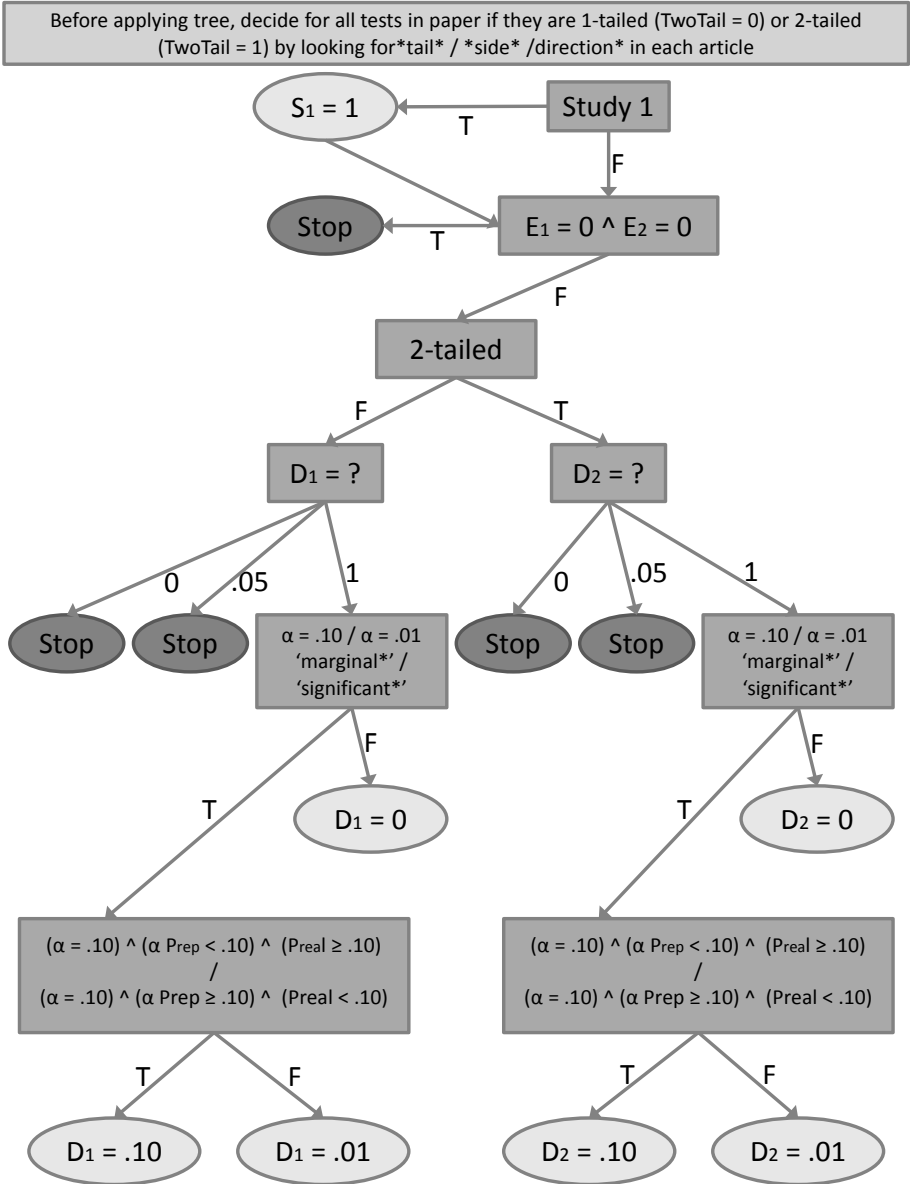 Before applying tree, decide for all tests in paper if they are 1-tailed (TwoTail = 0) or 2-tailed
(TwoTail = 1) by looking for*tail* / *side* /direction* in each article
S1 = 1
T
Study 1
F
Stop
T
E1 = 0 ^ E2 = 0
F
2-tailed
F
T
D1 = ?
D2 = ?
0
.05
1
0
.05
1
Stop
Stop
α = .10 / α = .01
‘marginal*’ /
‘significant*’
Stop
Stop
α = .10 / α = .01
‘marginal*’ /
‘significant*’
T
F
T
F
D1 = 0
D2 = 0
(α = .10) ^ (α Prep < .10) ^ (Preal ≥ .10)
/
(α = .10) ^ (α Prep ≥ .10) ^ (Preal < .10)
(α = .10) ^ (α Prep < .10) ^ (Preal ≥ .10)
/
(α = .10) ^ (α Prep ≥ .10) ^ (Preal < .10)
T
F
T
F
D1 = .10
D1 = .01
D2 = .10
D2 = .01